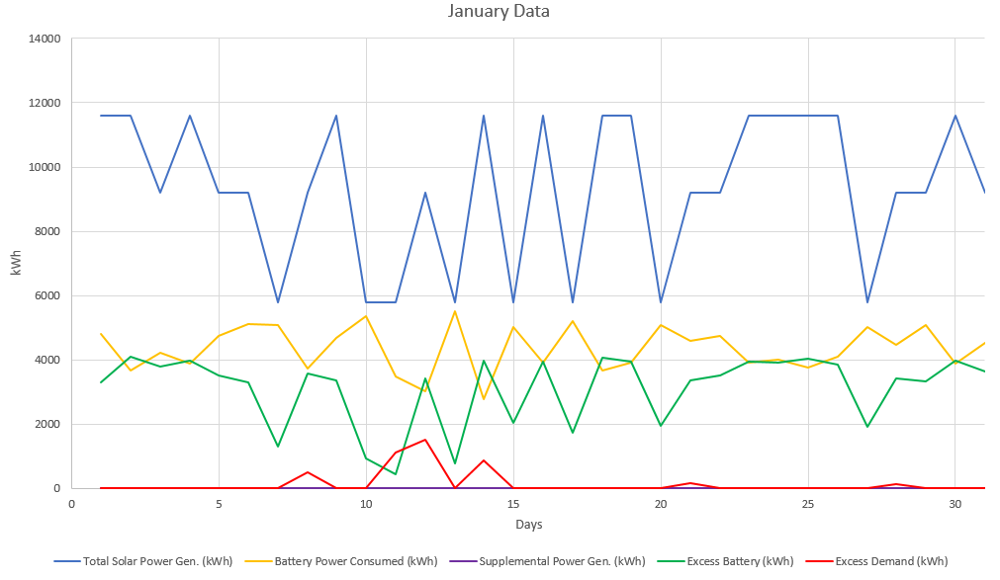 January Data
14000
12000
10000
8000
6000
4000
2000
0
kWh
0 5 10 15 20 25 30
Days
Total Solar Power Gen. (kWh) Battery Power Consumed (kWh) Supplemental Power Gen. (kWh) Excess Battery (kWh) Excess Demand (kWh)